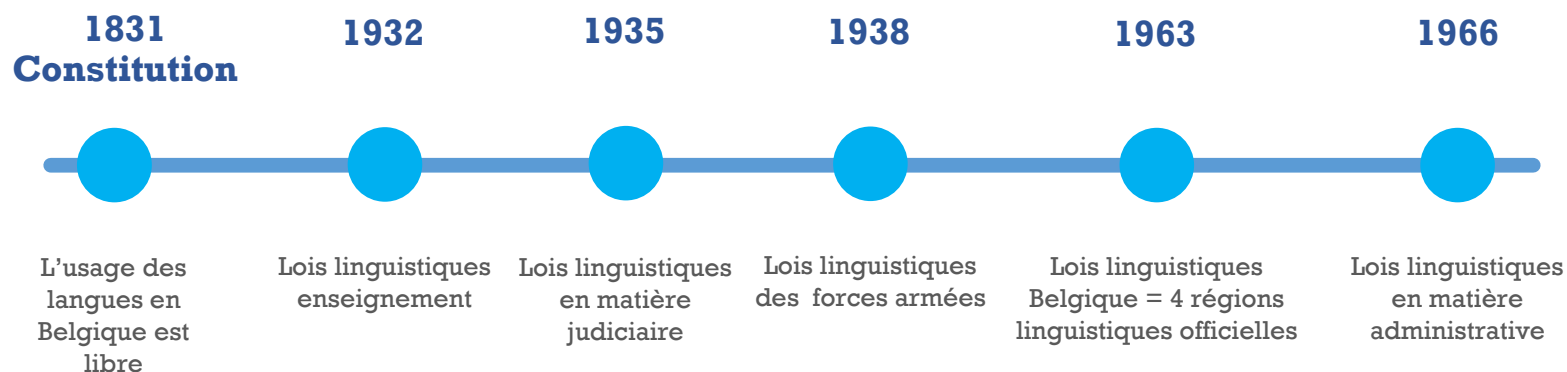 1831
Constitution
1932
1935
1938
1963
1966
L’usage des
langues en
Belgique est
libre
Lois linguistiques
enseignement
Lois linguistiques
en matière
judiciaire
Lois linguistiques
des forces armées
Lois linguistiques
Belgique = 4 régions
linguistiques officielles
Lois linguistiques
en matière
administrative